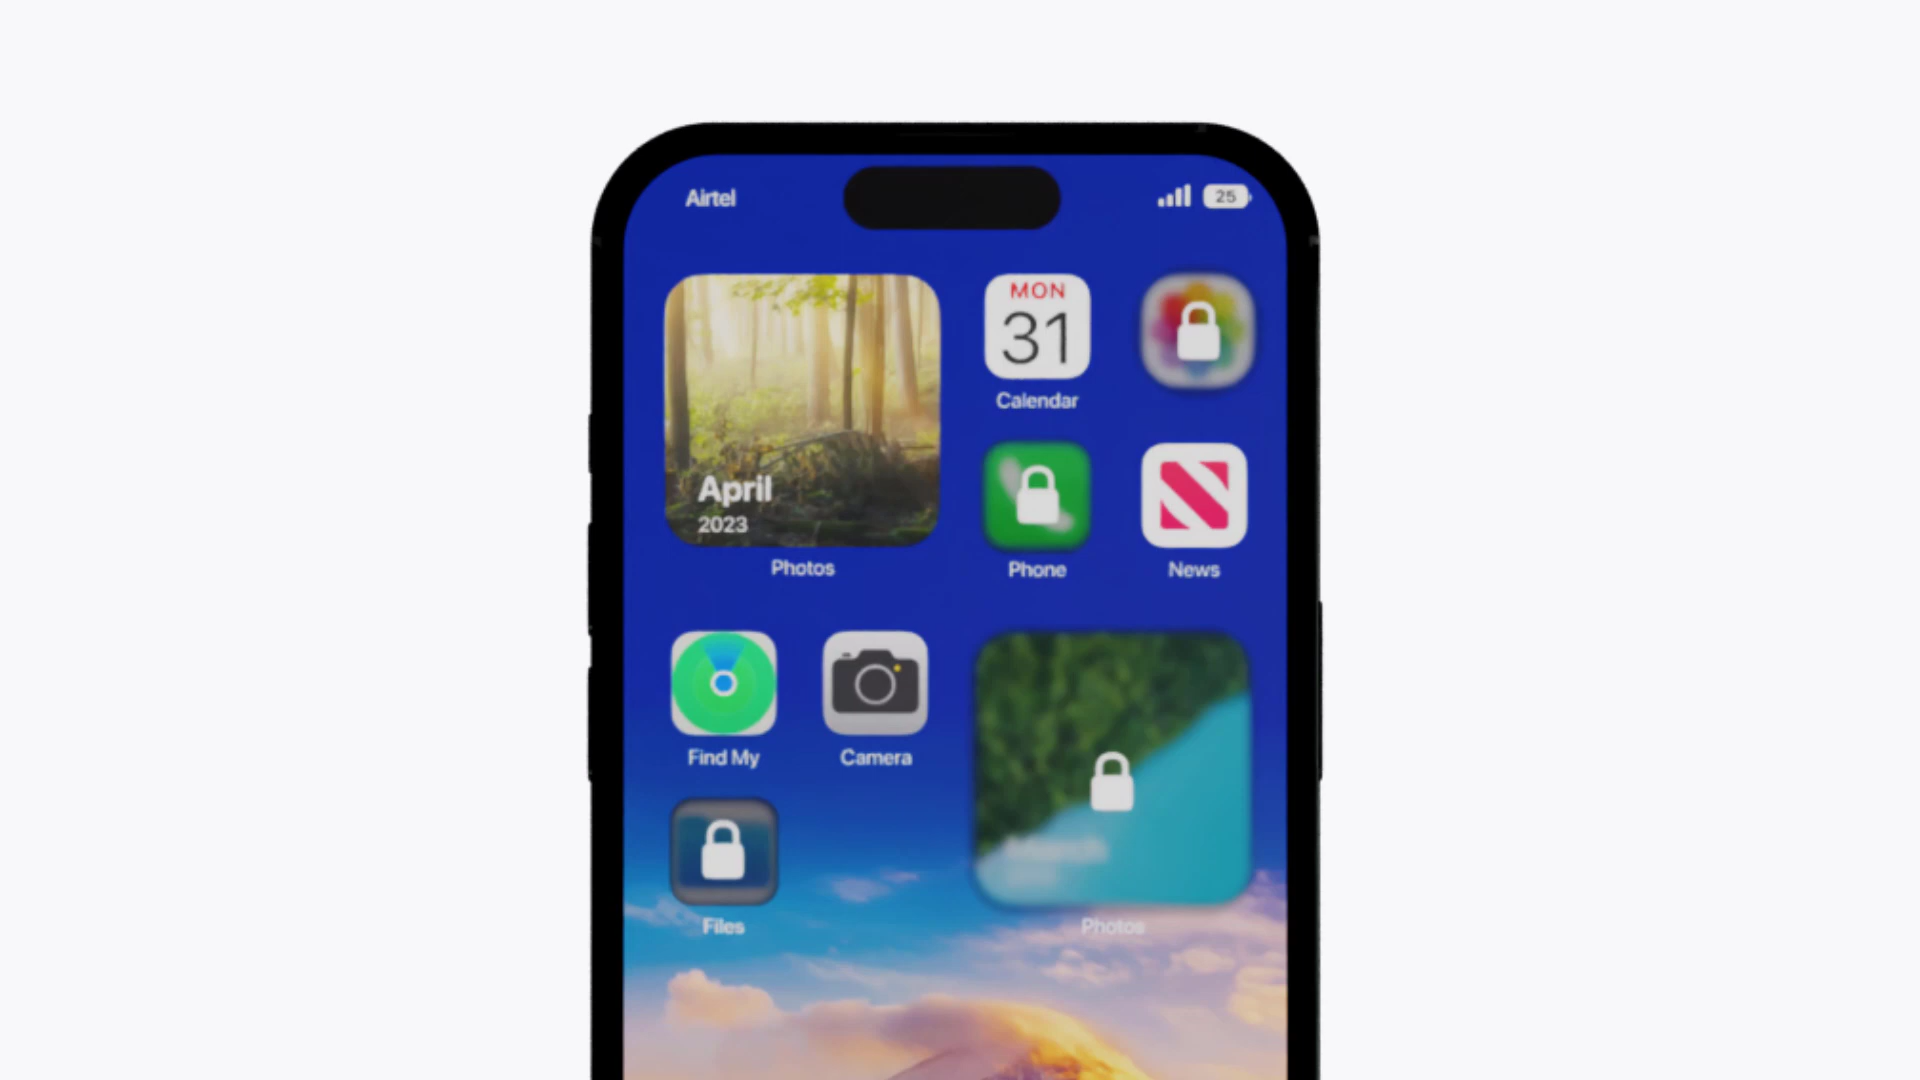 Airtel
25
MON
31
Calendar
April
2023
Photos
Phone
News
Find My
Camera
Files
Photos